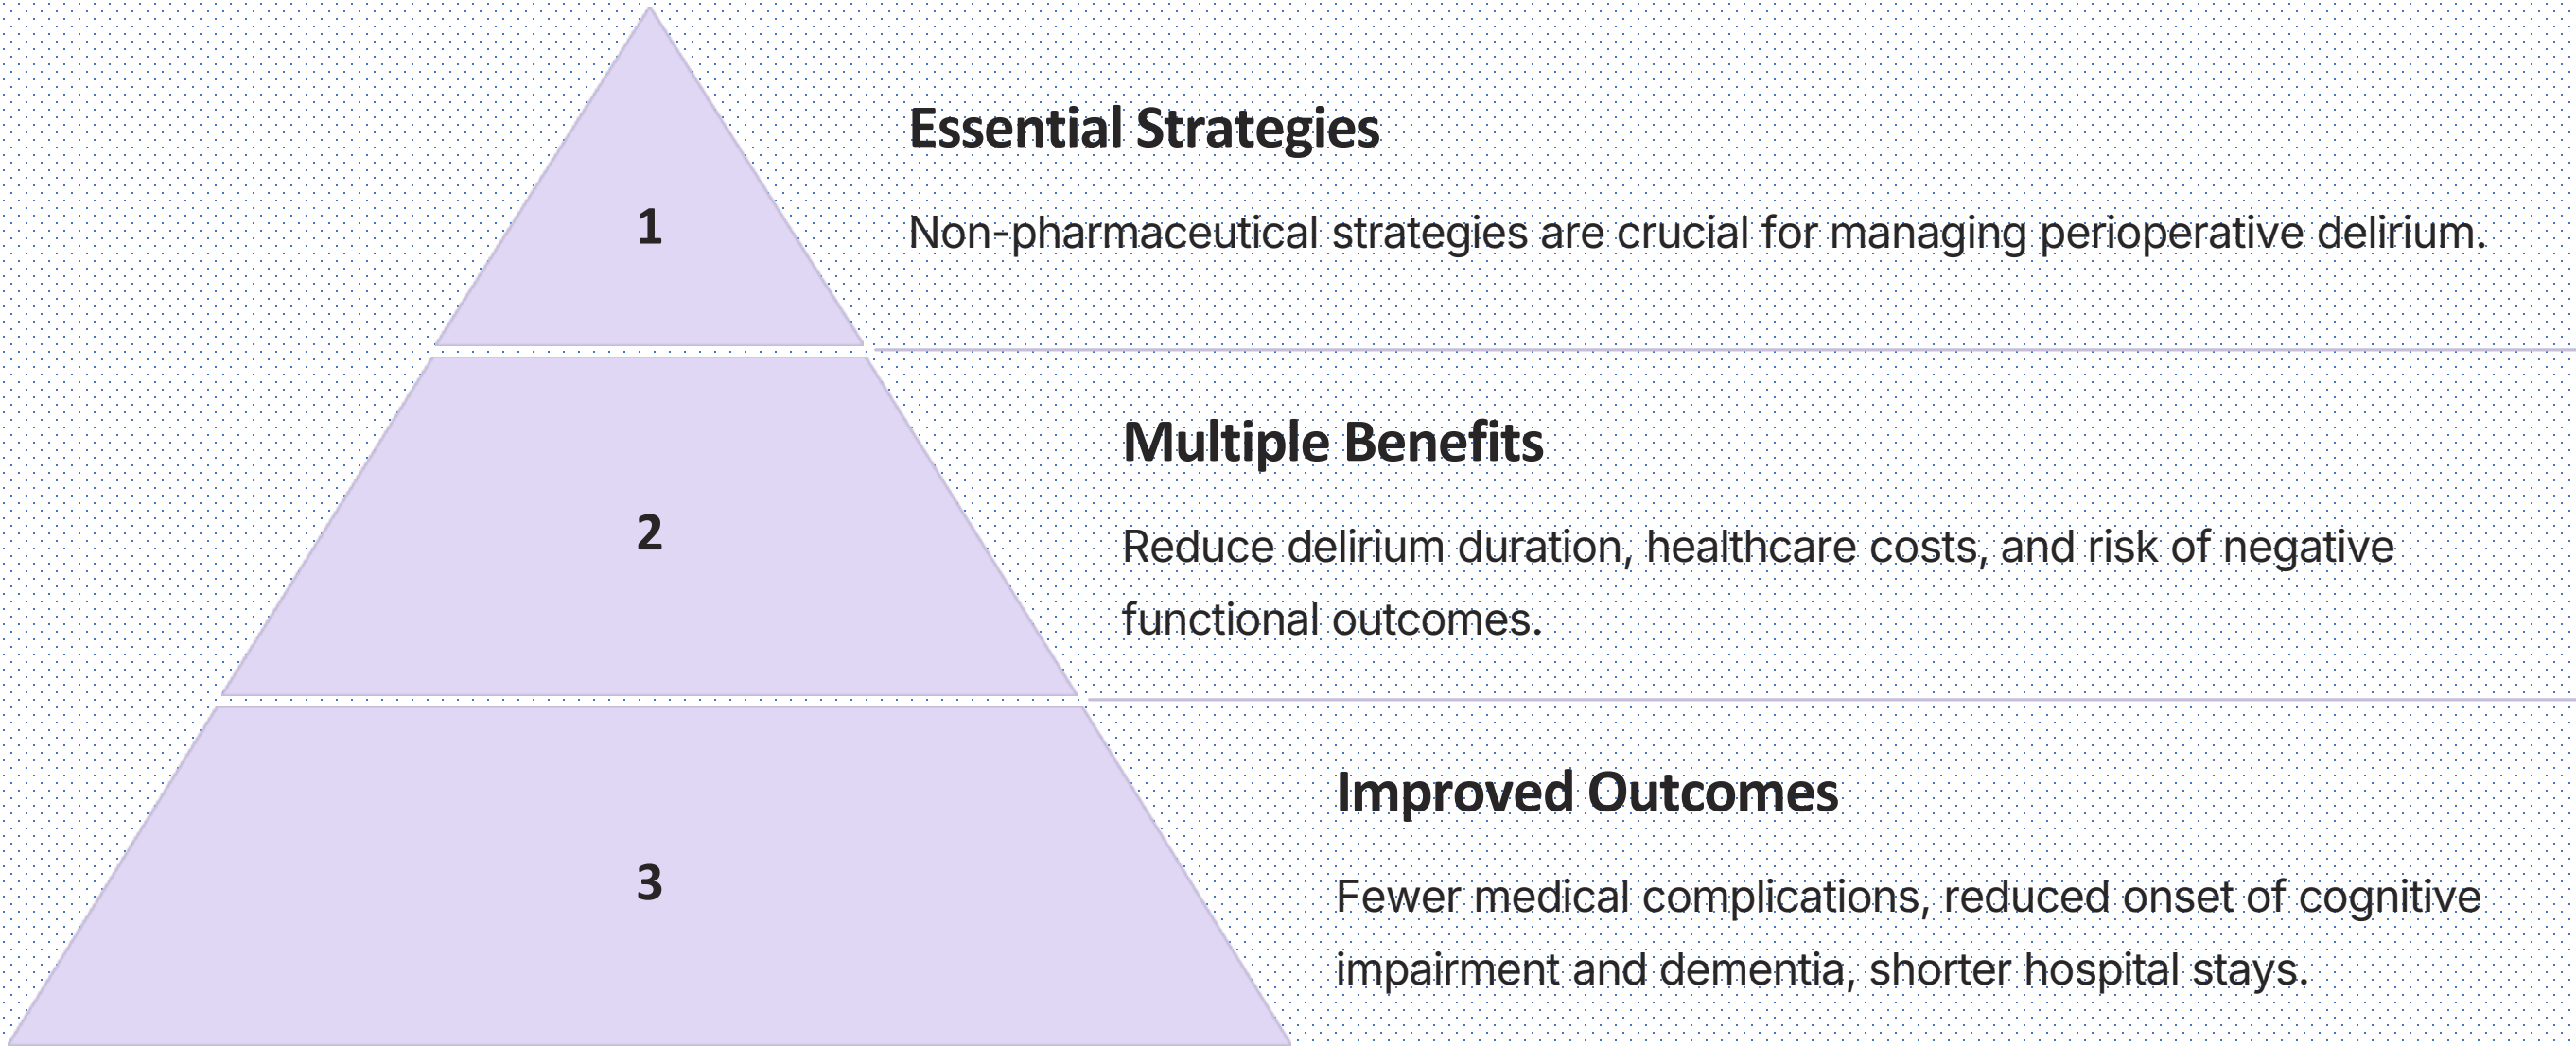 Essential Strategies
1
Non-pharmaceutical strategies are crucial for managing perioperative delirium.
Multiple Benefits
2
Reduce delirium duration, healthcare costs, and risk of negative
functional outcomes.
Improved Outcomes
3
Fewer medical complications, reduced onset of cognitive
impairment and dementia, shorter hospital stays.